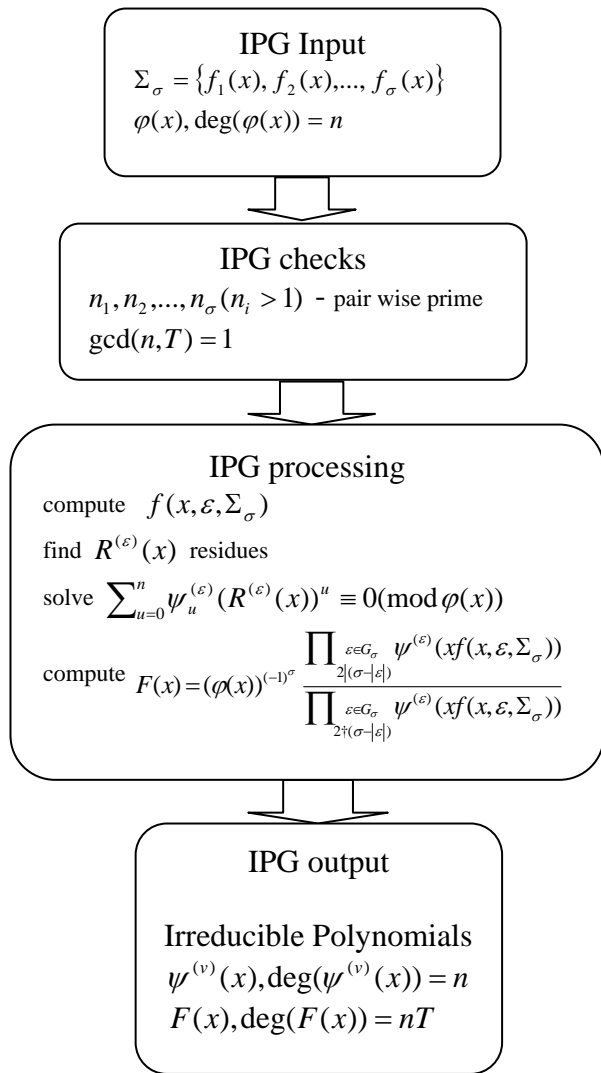 IPG Input
Σ_σ = {f_1(x), f_2(x),..., f_σ(x)}
φ(x), deg(φ(x)) = n
IPG checks
n_1, n_2,..., n_σ (n_i > 1) - pair wise prime
gcd(n,T) = 1
IPG processing
compute f(x, ε, Σ_σ)
find R^(ε)(x) residues
solve ∑_{u=0}^{n} ψ_u^(ε) (R^(ε)(x))^u ≡ 0(mod φ(x))
compute F(x) = (φ(x))^{(-1)^σ} \frac{∏_{ε∈G_σ, 2|(σ-|ε|)} ψ^(ε)(xf(x, ε, Σ_σ))}{∏_{ε∈G_σ, 2†(σ-|ε|)} ψ^(ε)(xf(x, ε, Σ_σ))}
IPG output
Irreducible Polynomials
ψ^(v)(x), deg(ψ^(v)(x)) = n
F(x), deg(F(x)) = nT